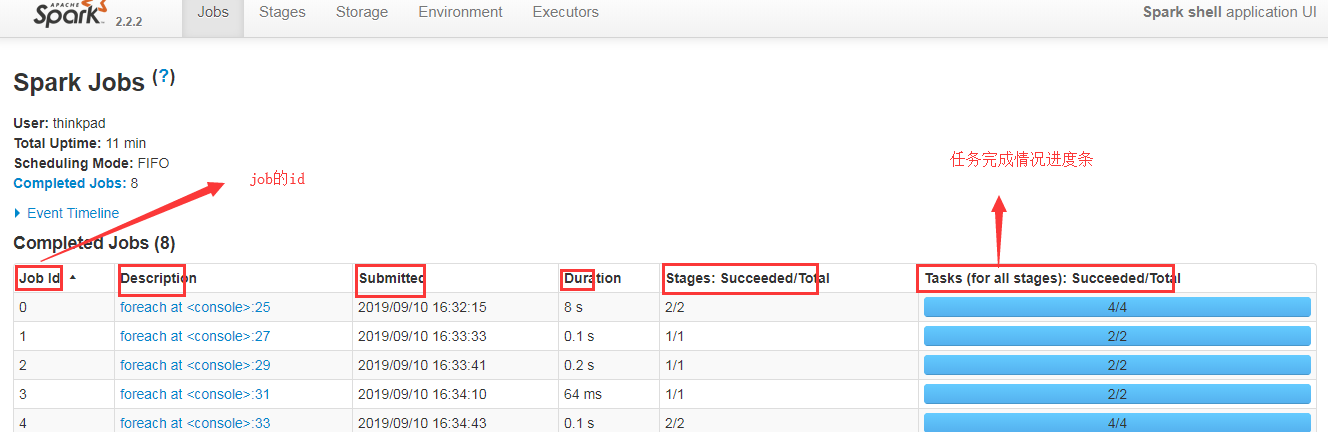 APACHE
Spark 2.2.2 Jobs Stages Storage Environment Executors Spark shell application UI
Spark Jobs (?)
User: thinkpad
Total Uptime: 11 min
Scheduling Mode: FIFO
Completed Jobs: 8
job的id
任务完成情况进度条
Event Timeline
Completed Jobs (8)
Job Id Description Submitted Duration Stages: Succeeded/Total Tasks (for all stages): Succeeded/Total
0 foreach at <console>:25 2019/09/10 16:32:15 8 s 2/2 4/4
1 foreach at <console>:27 2019/09/10 16:33:33 0.1 s 1/1 2/2
2 foreach at <console>:29 2019/09/10 16:33:41 0.2 s 1/1 2/2
3 foreach at <console>:31 2019/09/10 16:34:10 64 ms 1/1 2/2
4 foreach at <console>:33 2019/09/10 16:34:43 0.1 s 2/2 4/4